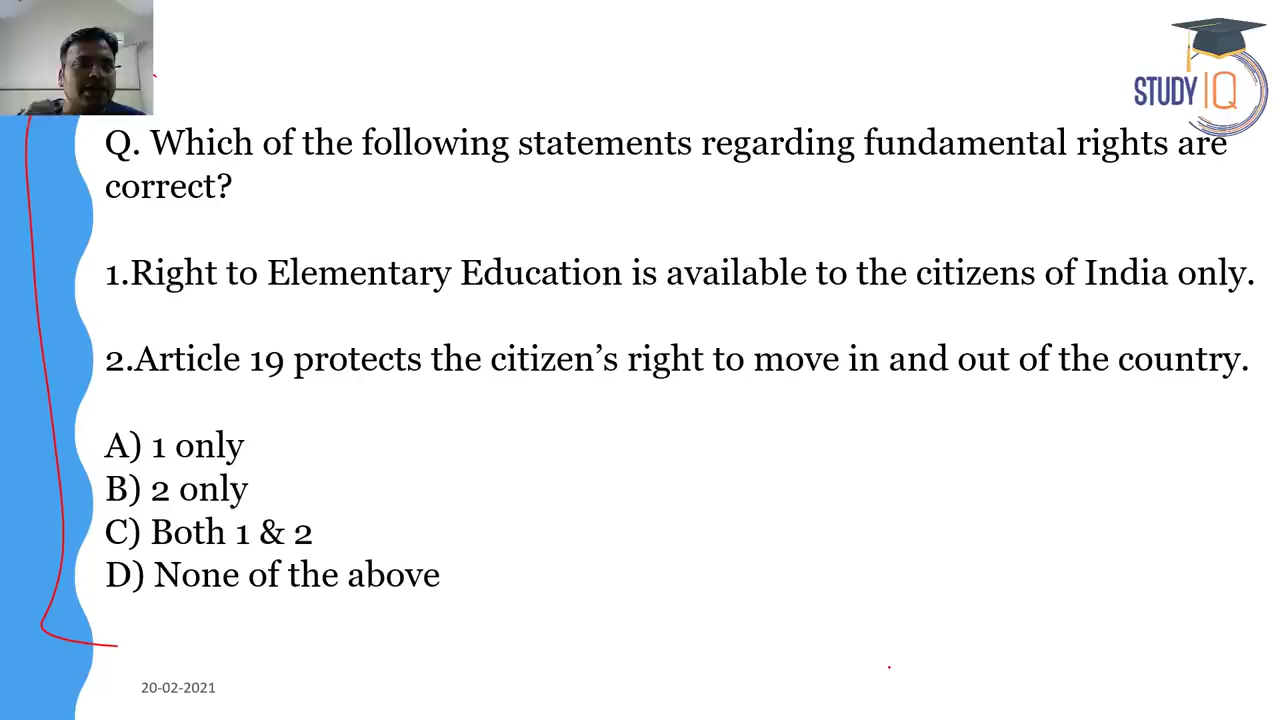 STUDY IQ
Q. Which of the following statements regarding fundamental rights are
correct?
1.Right to Elementary Education is available to the citizens of India only.
2.Article 19 protects the citizen’s right to move in and out of the country.
A) 1 only
B) 2 only
C) Both 1 & 2
D) None of the above
20-02-2021